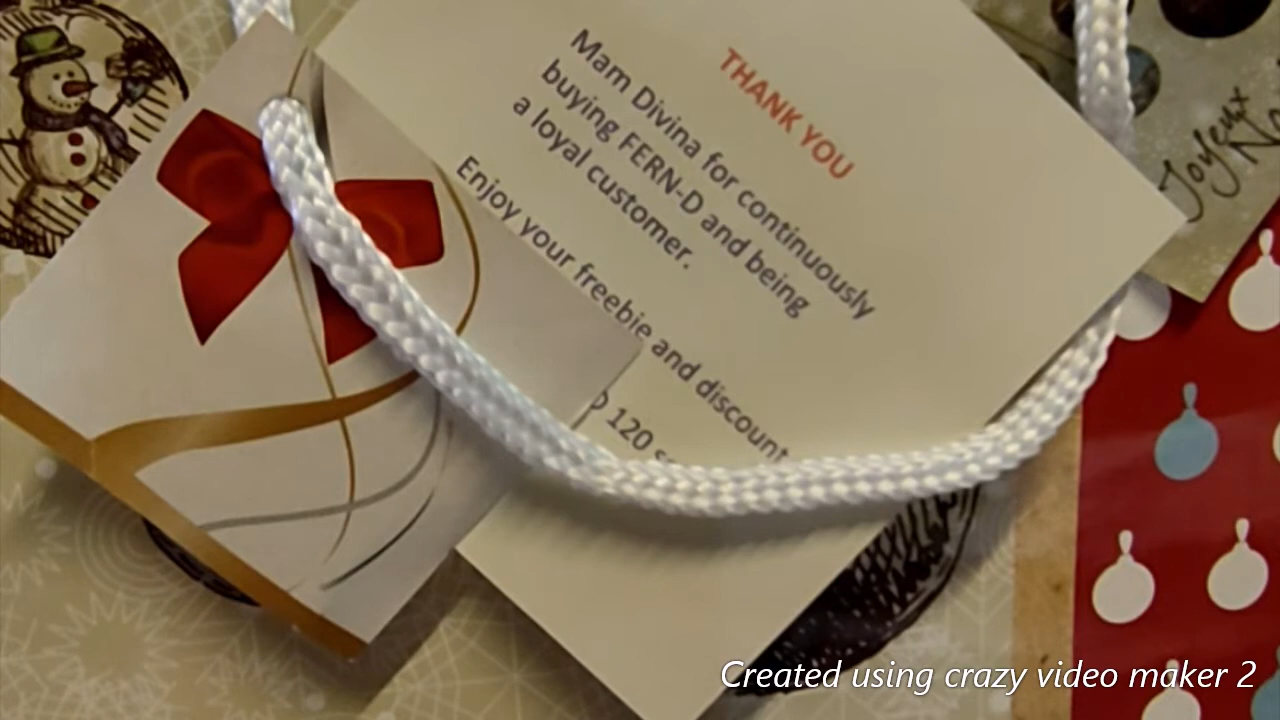 THANK YOU
Mam Divina for continuously
buying FERN-D and being
a loyal customer.
Enjoy your freebie and discount
120
Joyeux
Created using crazy video maker 2